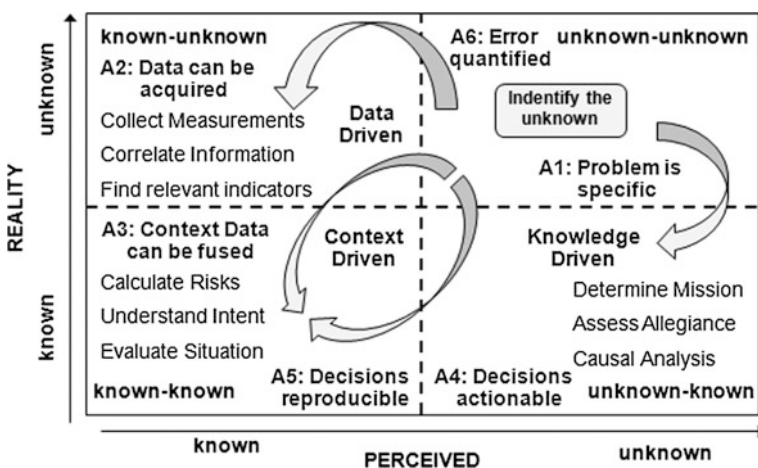 known-unknown
A2: Data can be
acquired
Collect Measurements
Correlate Information
Find relevant indicators
Data
Driven
A6: Error
quantified
unknown-unknown
Indentify the
unknown
A1: Problem is
specific
A3: Context Data
can be fused
Calculate Risks
Understand Intent
Evaluate Situation
known-known
Context
Driven
A5: Decisions
reproducible
Knowledge
Driven
Determine Mission
Assess Allegiance
Causal Analysis
A4: Decisions
actionable
unknown-known
REALITY
unknown
known
known
PERCEIVED
unknown